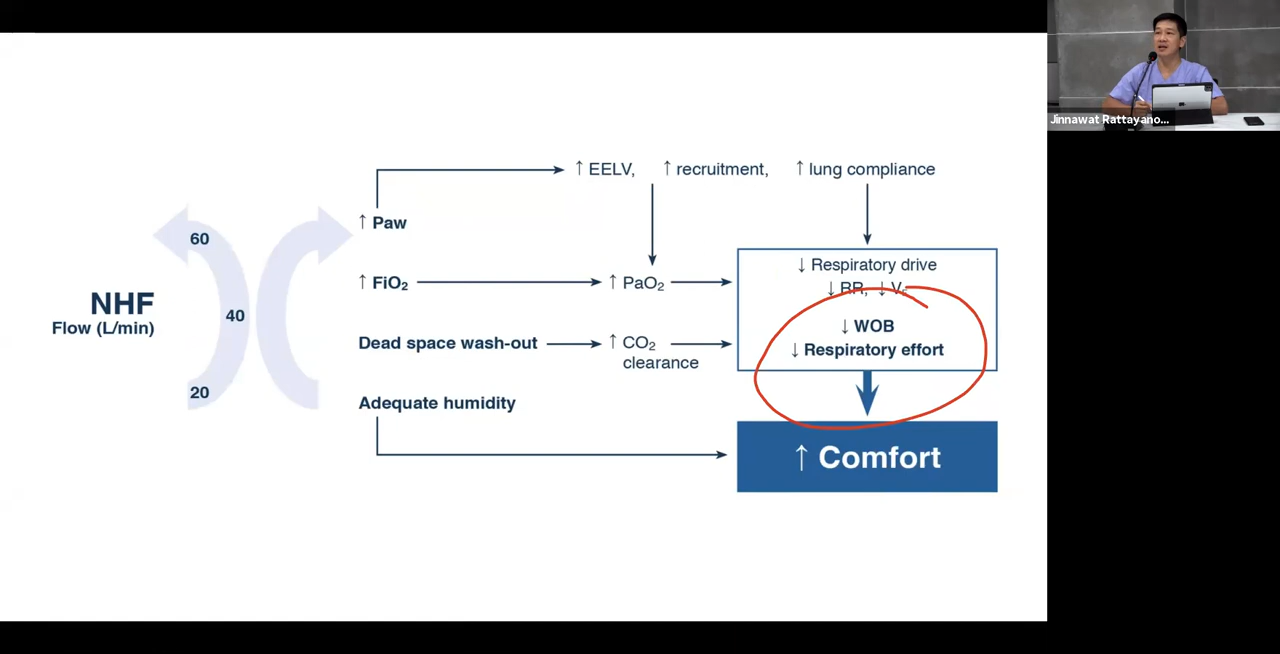 Jinnawat Rattayano...
↑ EELV, ↑ recruitment, ↑ lung compliance
↑ Paw
60
↓ Respiratory drive
↑ FiO₂
↑ PaO₂
↓ RR, ↓ V
NHF
Flow (L/min)
40
↓ WOB
Dead space wash-out
↑ CO₂
clearance
↓ Respiratory effort
20
Adequate humidity
↑ Comfort